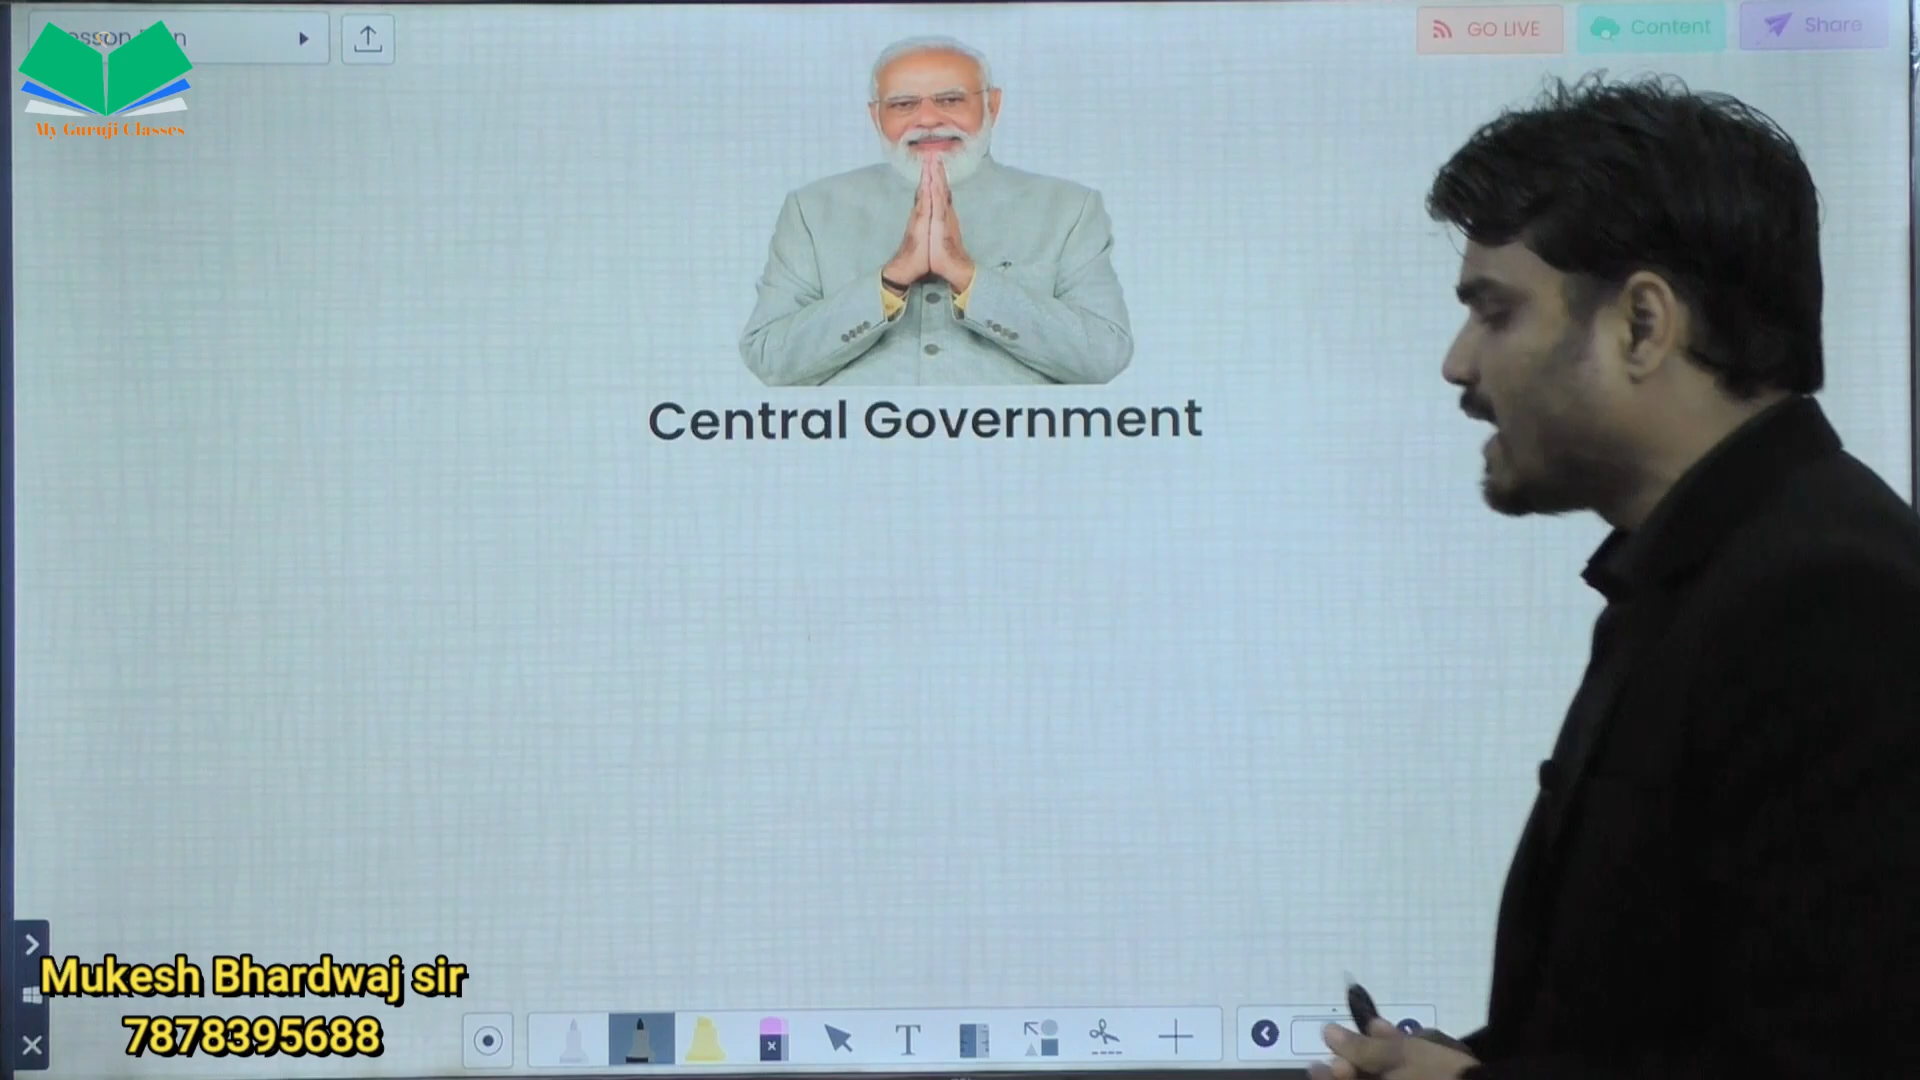 GO LIVE
Content
Share
My Guruji Classes
Central Government
Mukesh Bhardwaj sir
7878395688
T